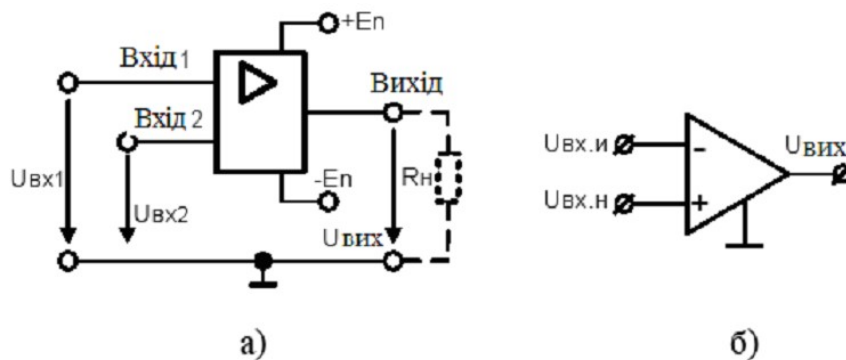 +Eп
Вхід 1
Вихід
Вхід 2
Uвх1
Uвх2
-Eп
Rн
Uвих
а)
Uвх.и
-
Uвх.н
+
Uвих
б)